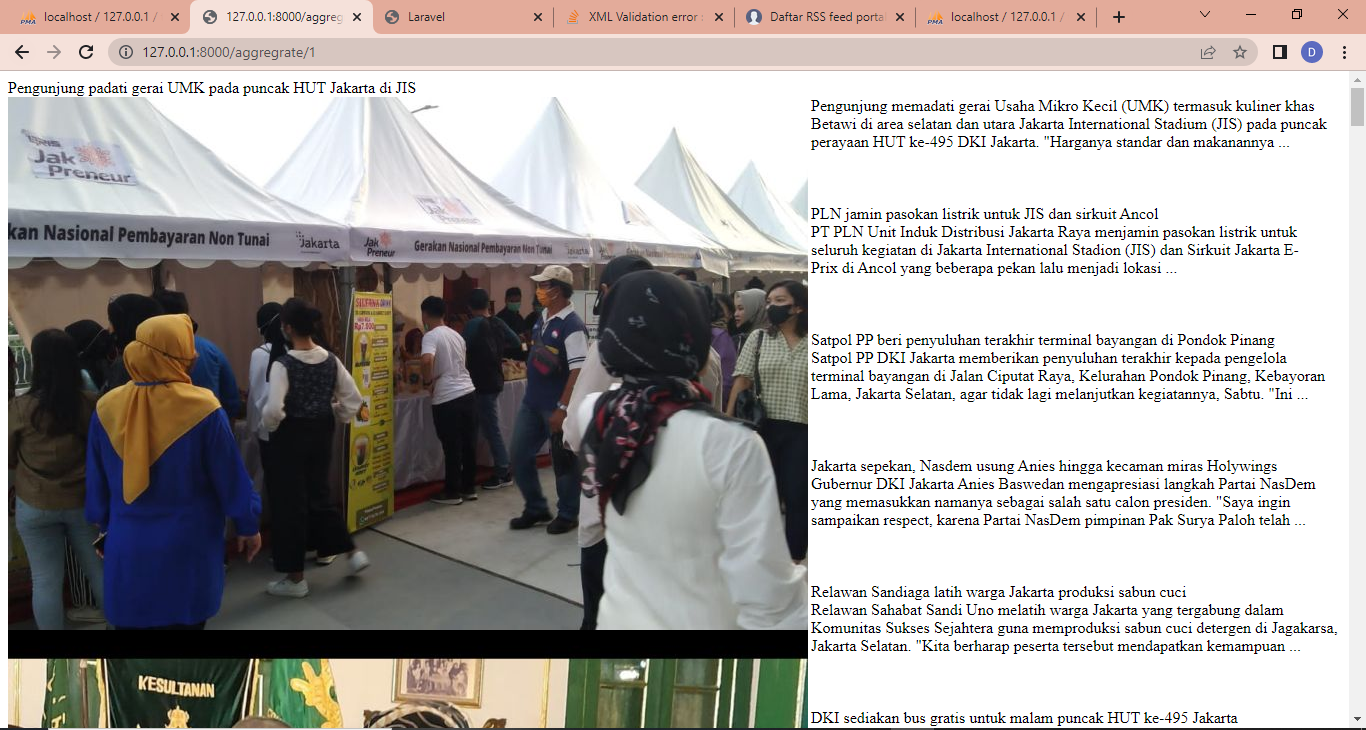 localhost / 127.0.0.1 /
127.0.0.1:8000/aggreg
Laravel
XML Validation error :
Daftar RSS feed porta
localhost / 127.0.0.1 /
127.0.0.1:8000/aggregrate/1
D
Pengunjung padati gerai UMK pada puncak HUT Jakarta di JIS
Jak
Preneur
kan Nasional Pembayaran Non Tunai
Jakarta
Jak
Preneur
Gerakan Nasional Pembayaran Non Tunai
KESULTANAN
Pengunjung memadati gerai Usaha Mikro Kecil (UMK) termasuk kuliner khas
Betawi di area selatan dan utara Jakarta International Stadium (JIS) pada puncak
perayaan HUT ke-495 DKI Jakarta. "Harganya standar dan makanannya ...
PLN jamin pasokan listrik untuk JIS dan sirkuit Ancol
PT PLN Unit Induk Distribusi Jakarta Raya menjamin pasokan listrik untuk
seluruh kegiatan di Jakarta International Stadion (JIS) dan Sirkuit Jakarta E-
Prix di Ancol yang beberapa pekan lalu menjadi lokasi ...
Satpol PP beri penyuluhan terakhir terminal bayangan di Pondok Pinang
Satpol PP DKI Jakarta memberikan penyuluhan terakhir kepada pengelola
terminal bayangan di Jalan Ciputat Raya, Kelurahan Pondok Pinang, Kebayoran
Lama, Jakarta Selatan, agar tidak lagi melanjutkan kegiatannya, Sabtu. "Ini ...
Jakarta sepekan, Nasdem usung Anies hingga kecaman miras Holywings
Gubernur DKI Jakarta Anies Baswedan mengapresiasi langkah Partai NasDem
yang memasukkan namanya sebagai salah satu calon presiden. "Saya ingin
sampaikan respect, karena Partai NasDem pimpinan Pak Surya Paloh telah ...
Relawan Sandiaga latih warga Jakarta produksi sabun cuci
Relawan Sahabat Sandi Uno melatih warga Jakarta yang tergabung dalam
Komunitas Sukses Sejahtera guna memproduksi sabun cuci detergen di Jagakarsa,
Jakarta Selatan. "Kita berharap peserta tersebut mendapatkan kemampuan ...
DKI sediakan bus gratis untuk malam puncak HUT ke-495 Jakarta